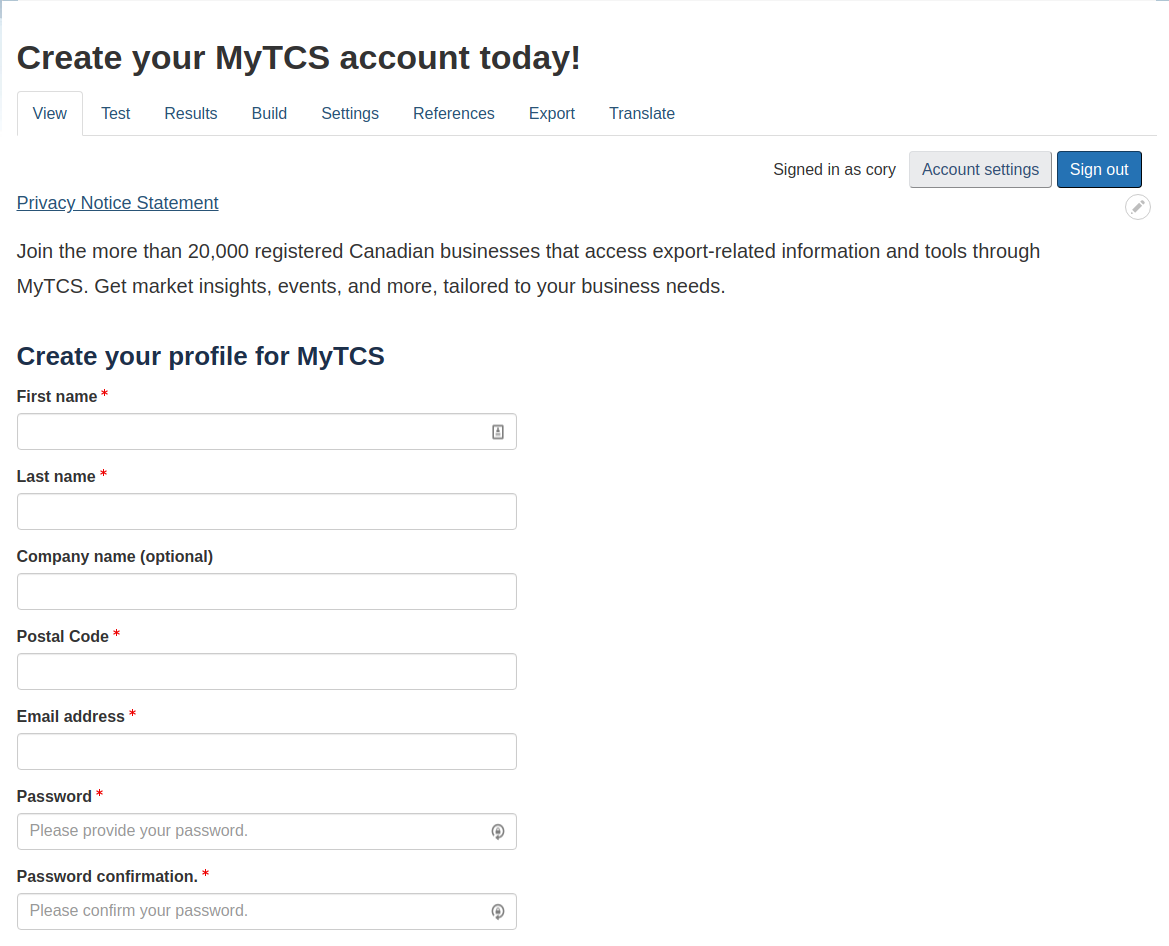 Create your MyTCS account today!
View Test Results Build Settings References Export Translate
Signed in as cory Account settings Sign out
Privacy Notice Statement
Join the more than 20,000 registered Canadian businesses that access export-related information and tools through
MyTCS. Get market insights, events, and more, tailored to your business needs.
Create your profile for MyTCS
First name *
Last name *
Company name (optional)
Postal Code *
Email address *
Password *
Please provide your password.
Password confirmation. *
Please confirm your password.